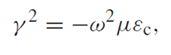 γ² = −ω²με_c,